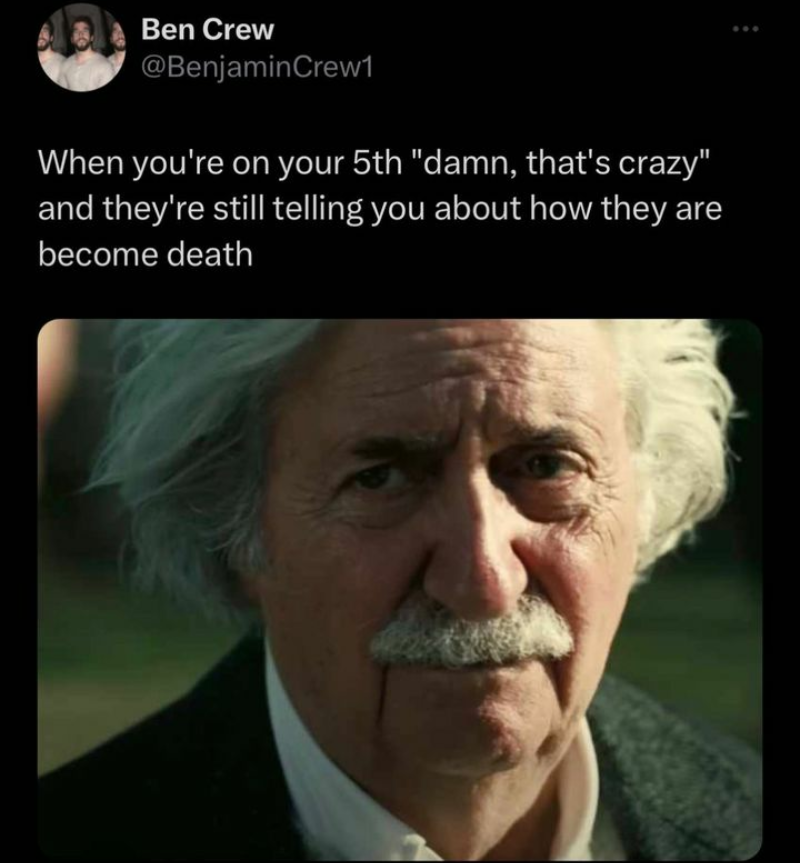 Ben Crew
@BenjaminCrew1
When you're on your 5th "damn, that's crazy"
and they're still telling you about how they are
become death